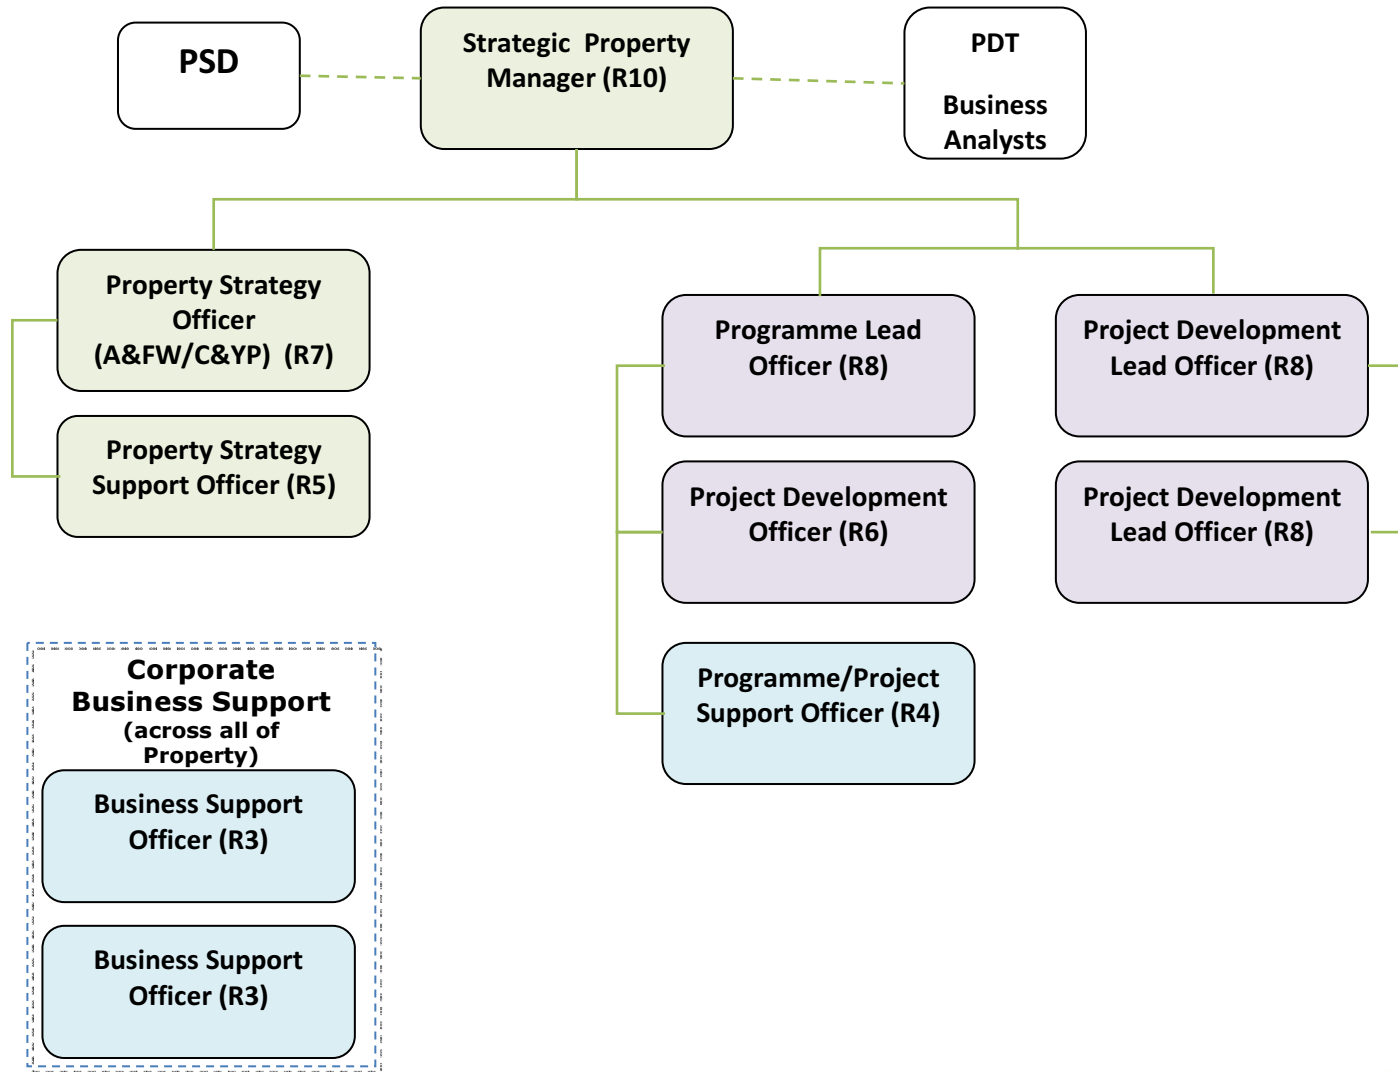 PSD
Strategic Property
Manager (R10)
PDT
Business
Analysts
Property Strategy
Officer
(A&FW/C&YP) (R7)
Property Strategy
Support Officer (R5)
Programme Lead
Officer (R8)
Project Development
Lead Officer (R8)
Project Development
Officer (R6)
Project Development
Lead Officer (R8)
Programme/Project
Support Officer (R4)
Corporate
Business Support
(across all of
Property)
Business Support
Officer (R3)
Business Support
Officer (R3)